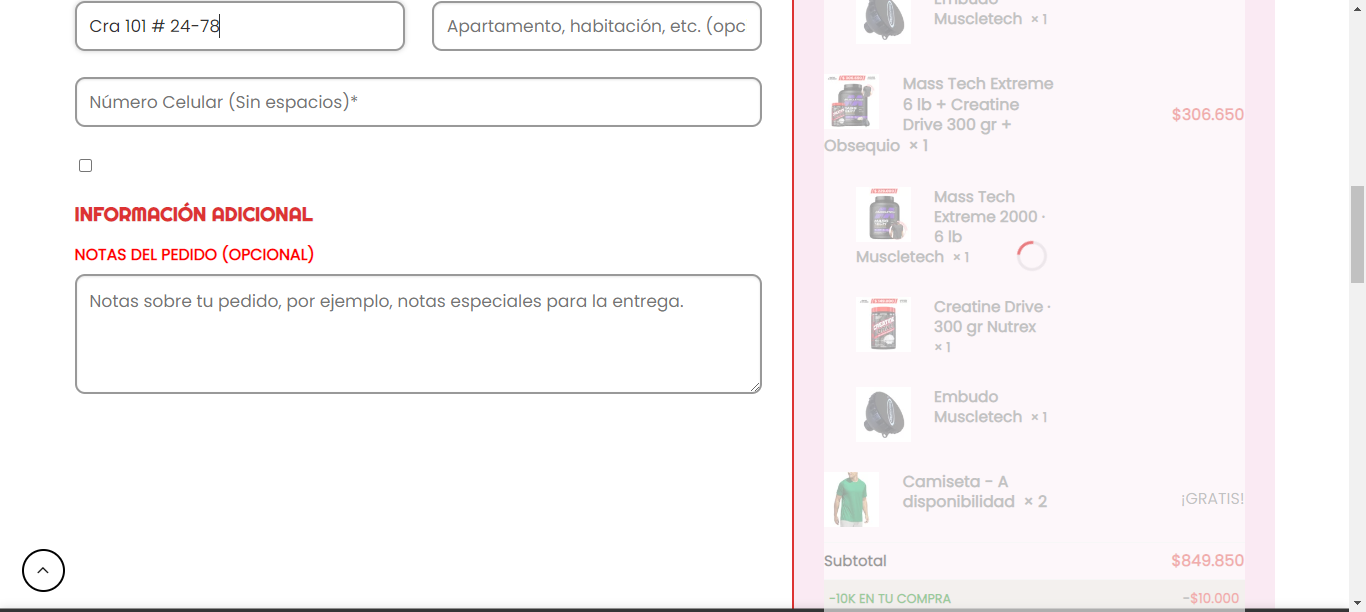 Cra 101 # 24-78
Apartamento, habitación, etc. (opc
Número Celular (Sin espacios)*
INFORMACIÓN ADICIONAL
NOTAS DEL PEDIDO (OPCIONAL)
Notas sobre tu pedido, por ejemplo, notas especiales para la entrega.
Embudo
Muscletech × 1
Mass Tech Extreme
6 lb + Creatine
Drive 300 gr +
Obsequio × 1
$306.650
Mass Tech
Extreme 2000 ·
6 lb
Muscletech × 1
Creatine Drive ·
300 gr Nutrex
× 1
Embudo
Muscletech × 1
Camiseta - A
disponibilidad × 2
¡GRATIS!
Subtotal
$849.850
-10K EN TU COMPRA
-$10.000